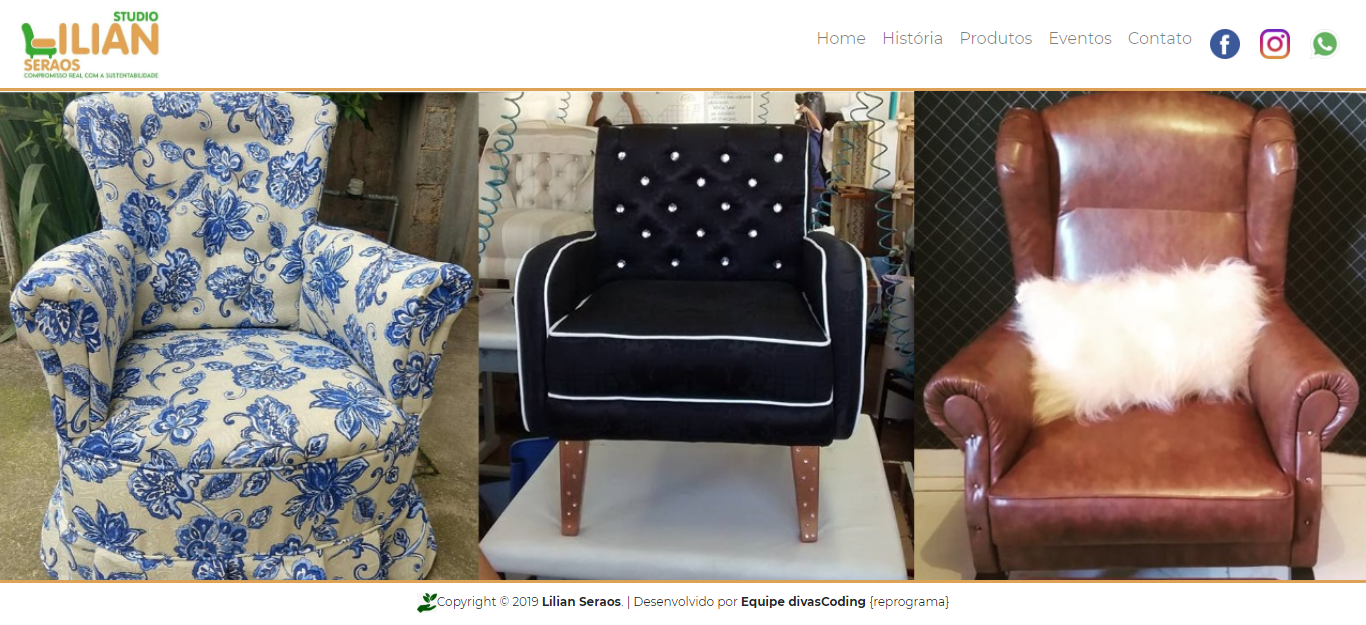 STUDIO
LILIAN
SERAOS
COMPROMISSO REAL COM A SUSTENTABILIDADE
Home História Produtos Eventos Contato
Copyright © 2019 Lilian Seraos. | Desenvolvido por Equipe divasCoding {reprograma}